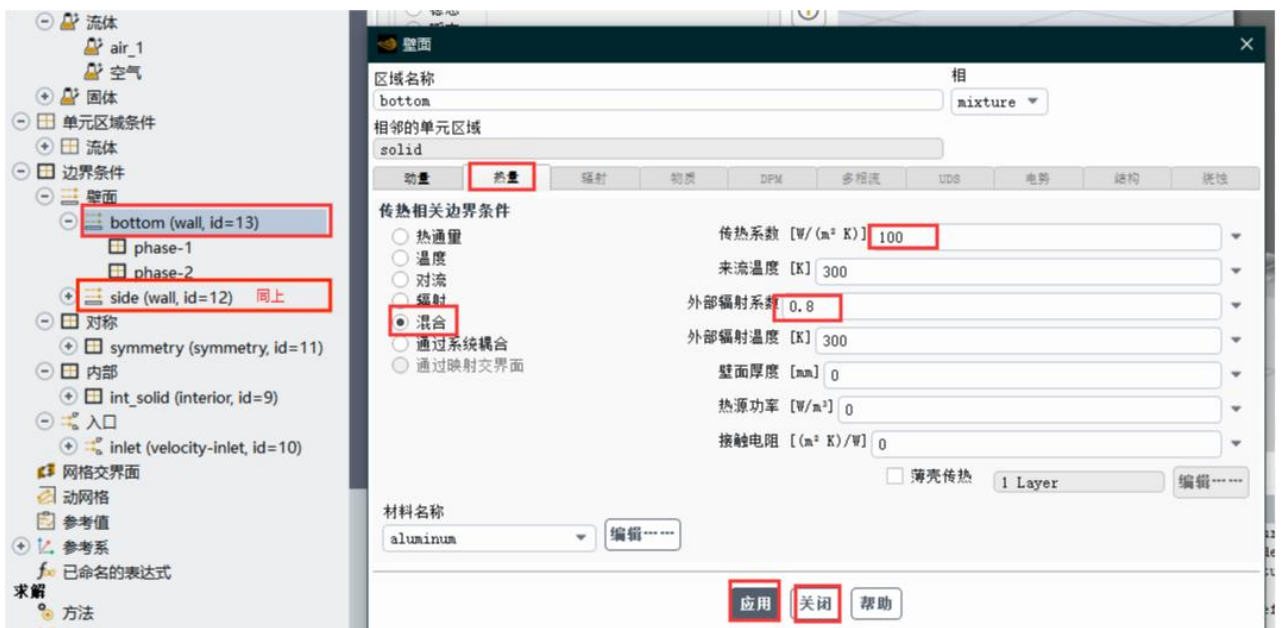 流体
air_1
空气
固体
单元区域条件
流体
边界条件
壁面
bottom (wall, id=13)
phase-1
phase-2
side (wall, id=12) 同上
对称
symmetry (symmetry, id=11)
内部
int_solid (interior, id=9)
入口
inlet (velocity-inlet, id=10)
网格交界面
动网格
参考值
参考系
已命名的表达式
求解
方法
壁面
区域名称
相
bottom
mixture
相邻的单元区域
solid
动量 热量 辐射 物质 DPM 多相流 UDS 电势 结构 烧蚀
传热相关边界条件
热通量
温度
对流
辐射
混合
通过系统耦合
通过映射交界面
传热系数 [W/(m² K)] 100
来流温度 [K] 300
外部辐射系数 0.8
外部辐射温度 [K] 300
壁面厚度 [mm] 0
热源功率 [W/m³] 0
接触电阻 [(m² K)/W] 0
薄壳传热 1 Layer 编辑……
材料名称
aluminum 编辑……
应用 关闭 帮助